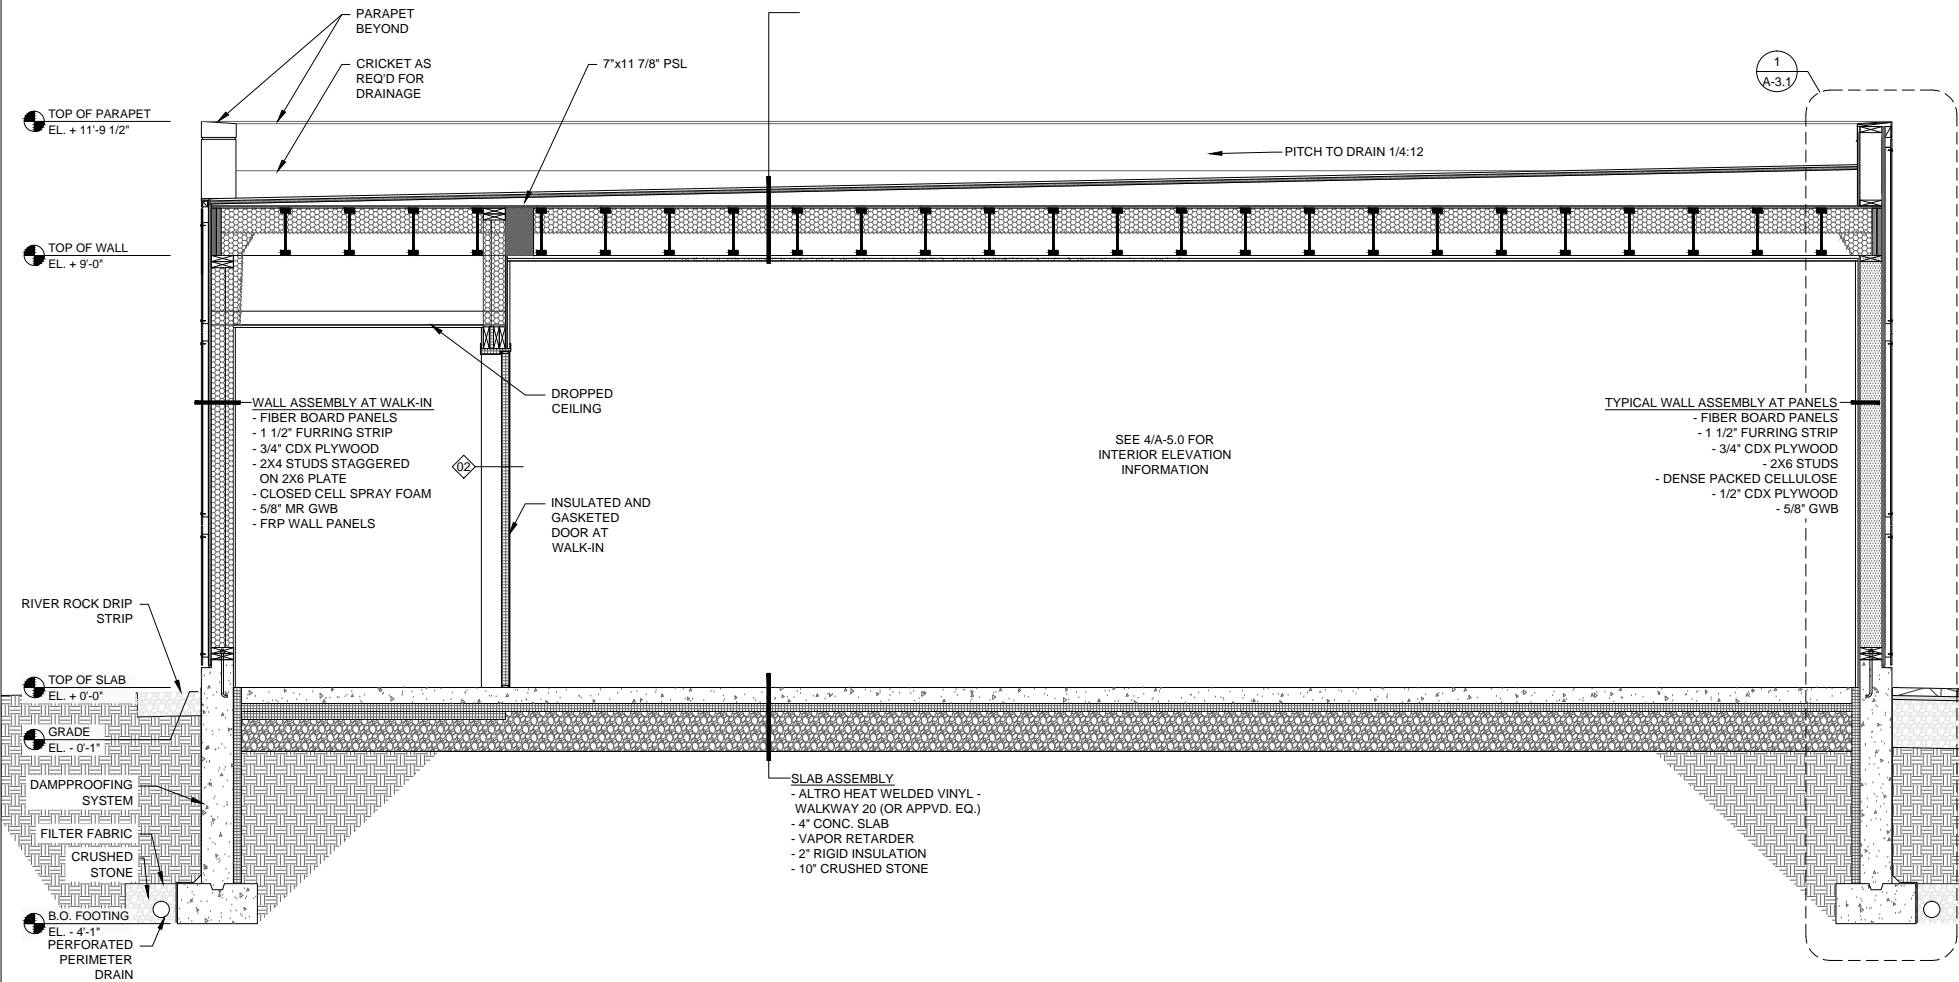 PARAPET
BEYOND
CRICKET AS
REQ'D FOR
DRAINAGE
7"x11 7/8" PSL
1
A-3.1
TOP OF PARAPET
EL. + 11'-9 1/2"
PITCH TO DRAIN 1/4:12
TOP OF WALL
EL. + 9'-0"
DROPPED
CEILING
WALL ASSEMBLY AT WALK-IN
- FIBER BOARD PANELS
- 1 1/2" FURRING STRIP
- 3/4" CDX PLYWOOD
- 2X4 STUDS STAGGERED
ON 2X6 PLATE
- CLOSED CELL SPRAY FOAM
- 5/8" MR GWB
- FRP WALL PANELS
02
INSULATED AND
GASKETED
DOOR AT
WALK-IN
SEE 4/A-5.0 FOR
INTERIOR ELEVATION
INFORMATION
TYPICAL WALL ASSEMBLY AT PANELS
- FIBER BOARD PANELS
- 1 1/2" FURRING STRIP
- 3/4" CDX PLYWOOD
- 2X6 STUDS
- DENSE PACKED CELLULOSE
- 1/2" CDX PLYWOOD
- 5/8" GWB
RIVER ROCK DRIP
STRIP
TOP OF SLAB
EL. + 0'-0"
GRADE
EL. - 0'-1"
DAMPPROOFING
SYSTEM
FILTER FABRIC
CRUSHED
STONE
B.O. FOOTING
EL. - 4'-1"
PERFORATED
PERIMETER
DRAIN
SLAB ASSEMBLY
- ALTRO HEAT WELDED VINYL -
WALKWAY 20 (OR APPVD. EQ.)
- 4" CONC. SLAB
- VAPOR RETARDER
- 2" RIGID INSULATION
- 10" CRUSHED STONE